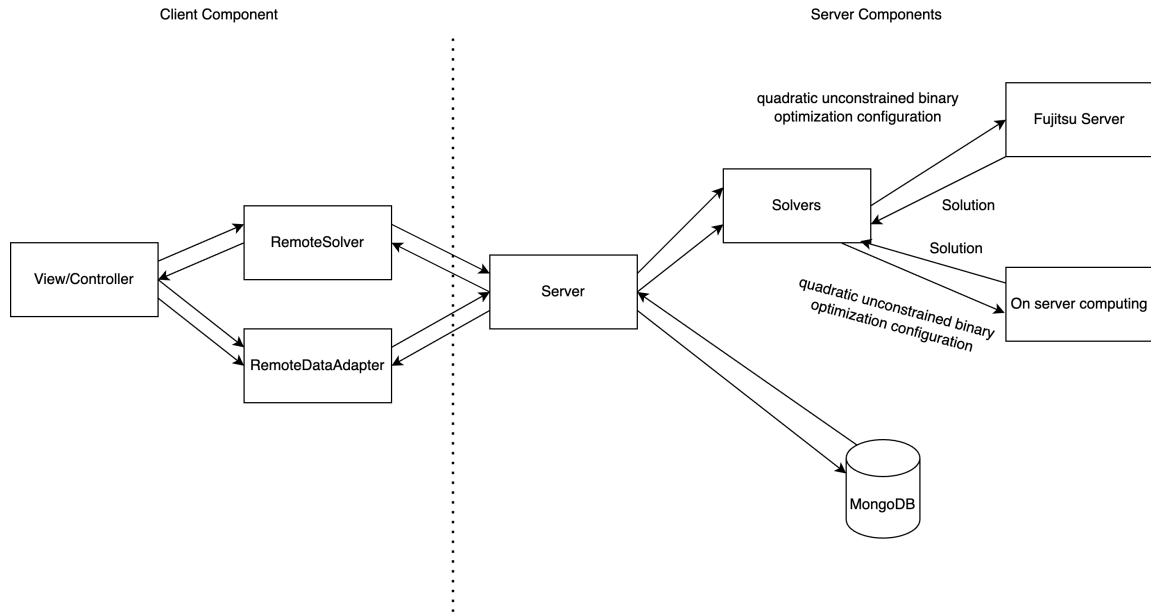 Client Component
Server Components
quadratic unconstrained binary
optimization configuration
Fujitsu Server
Solvers
Solution
RemoteSolver
View/Controller
Server
Solution
On server computing
quadratic unconstrained binary
optimization configuration
RemoteDataAdapter
MongoDB